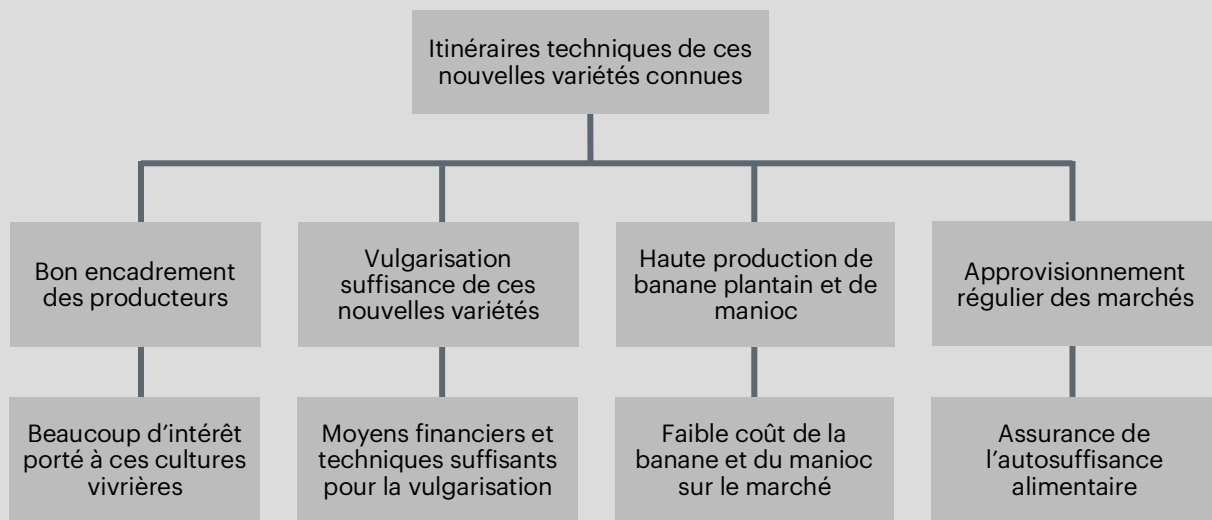 Itinéraires techniques de ces
nouvelles variétés connues
Bon encadrement
des producteurs
Vulgarisation
suffisance de ces
nouvelles variétés
Haute production de
banane plantain et de
manioc
Approvisionnement
régulier des marchés
Beaucoup d’intérêt
porté à ces cultures
vivrières
Moyens financiers et
techniques suffisants
pour la vulgarisation
Faible coût de la
banane et du manioc
sur le marché
Assurance de
l’autosuffisance
alimentaire